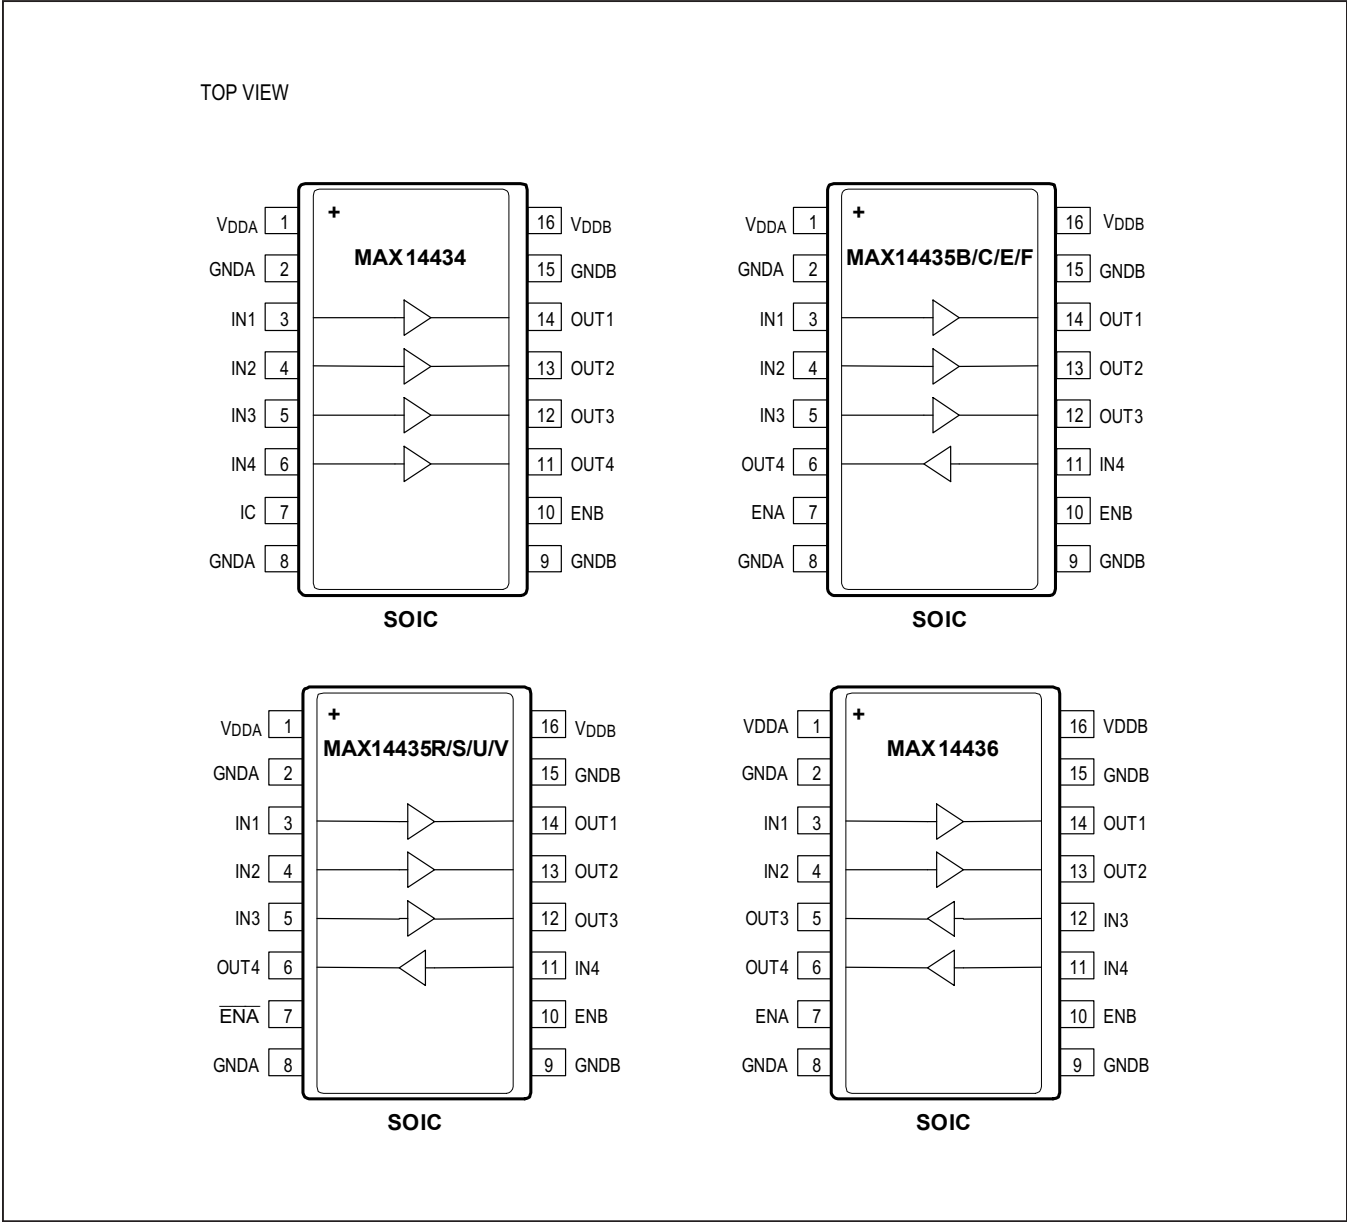 TOP VIEW
+
MAX14434
VDDA 1 16 VDDB
GNDA 2 15 GNDB
IN1 3 14 OUT1
IN2 4 13 OUT2
IN3 5 12 OUT3
IN4 6 11 OUT4
IC 7 10 ENB
GNDA 8 9 GNDB
SOIC
+
MAX14435B/C/E/F
VDDA 1 16 VDDB
GNDA 2 15 GNDB
IN1 3 14 OUT1
IN2 4 13 OUT2
IN3 5 12 OUT3
OUT4 6 11 IN4
ENA 7 10 ENB
GNDA 8 9 GNDB
SOIC
+
MAX14435R/S/U/V
VDDA 1 16 VDDB
GNDA 2 15 GNDB
IN1 3 14 OUT1
IN2 4 13 OUT2
IN3 5 12 OUT3
OUT4 6 11 IN4
E̅N̅A̅ 7 10 ENB
GNDA 8 9 GNDB
SOIC
+
MAX14436
VDDA 1 16 VDDB
GNDA 2 15 GNDB
IN1 3 14 OUT1
IN2 4 13 OUT2
OUT3 5 12 IN3
OUT4 6 11 IN4
ENA 7 10 ENB
GNDA 8 9 GNDB
SOIC